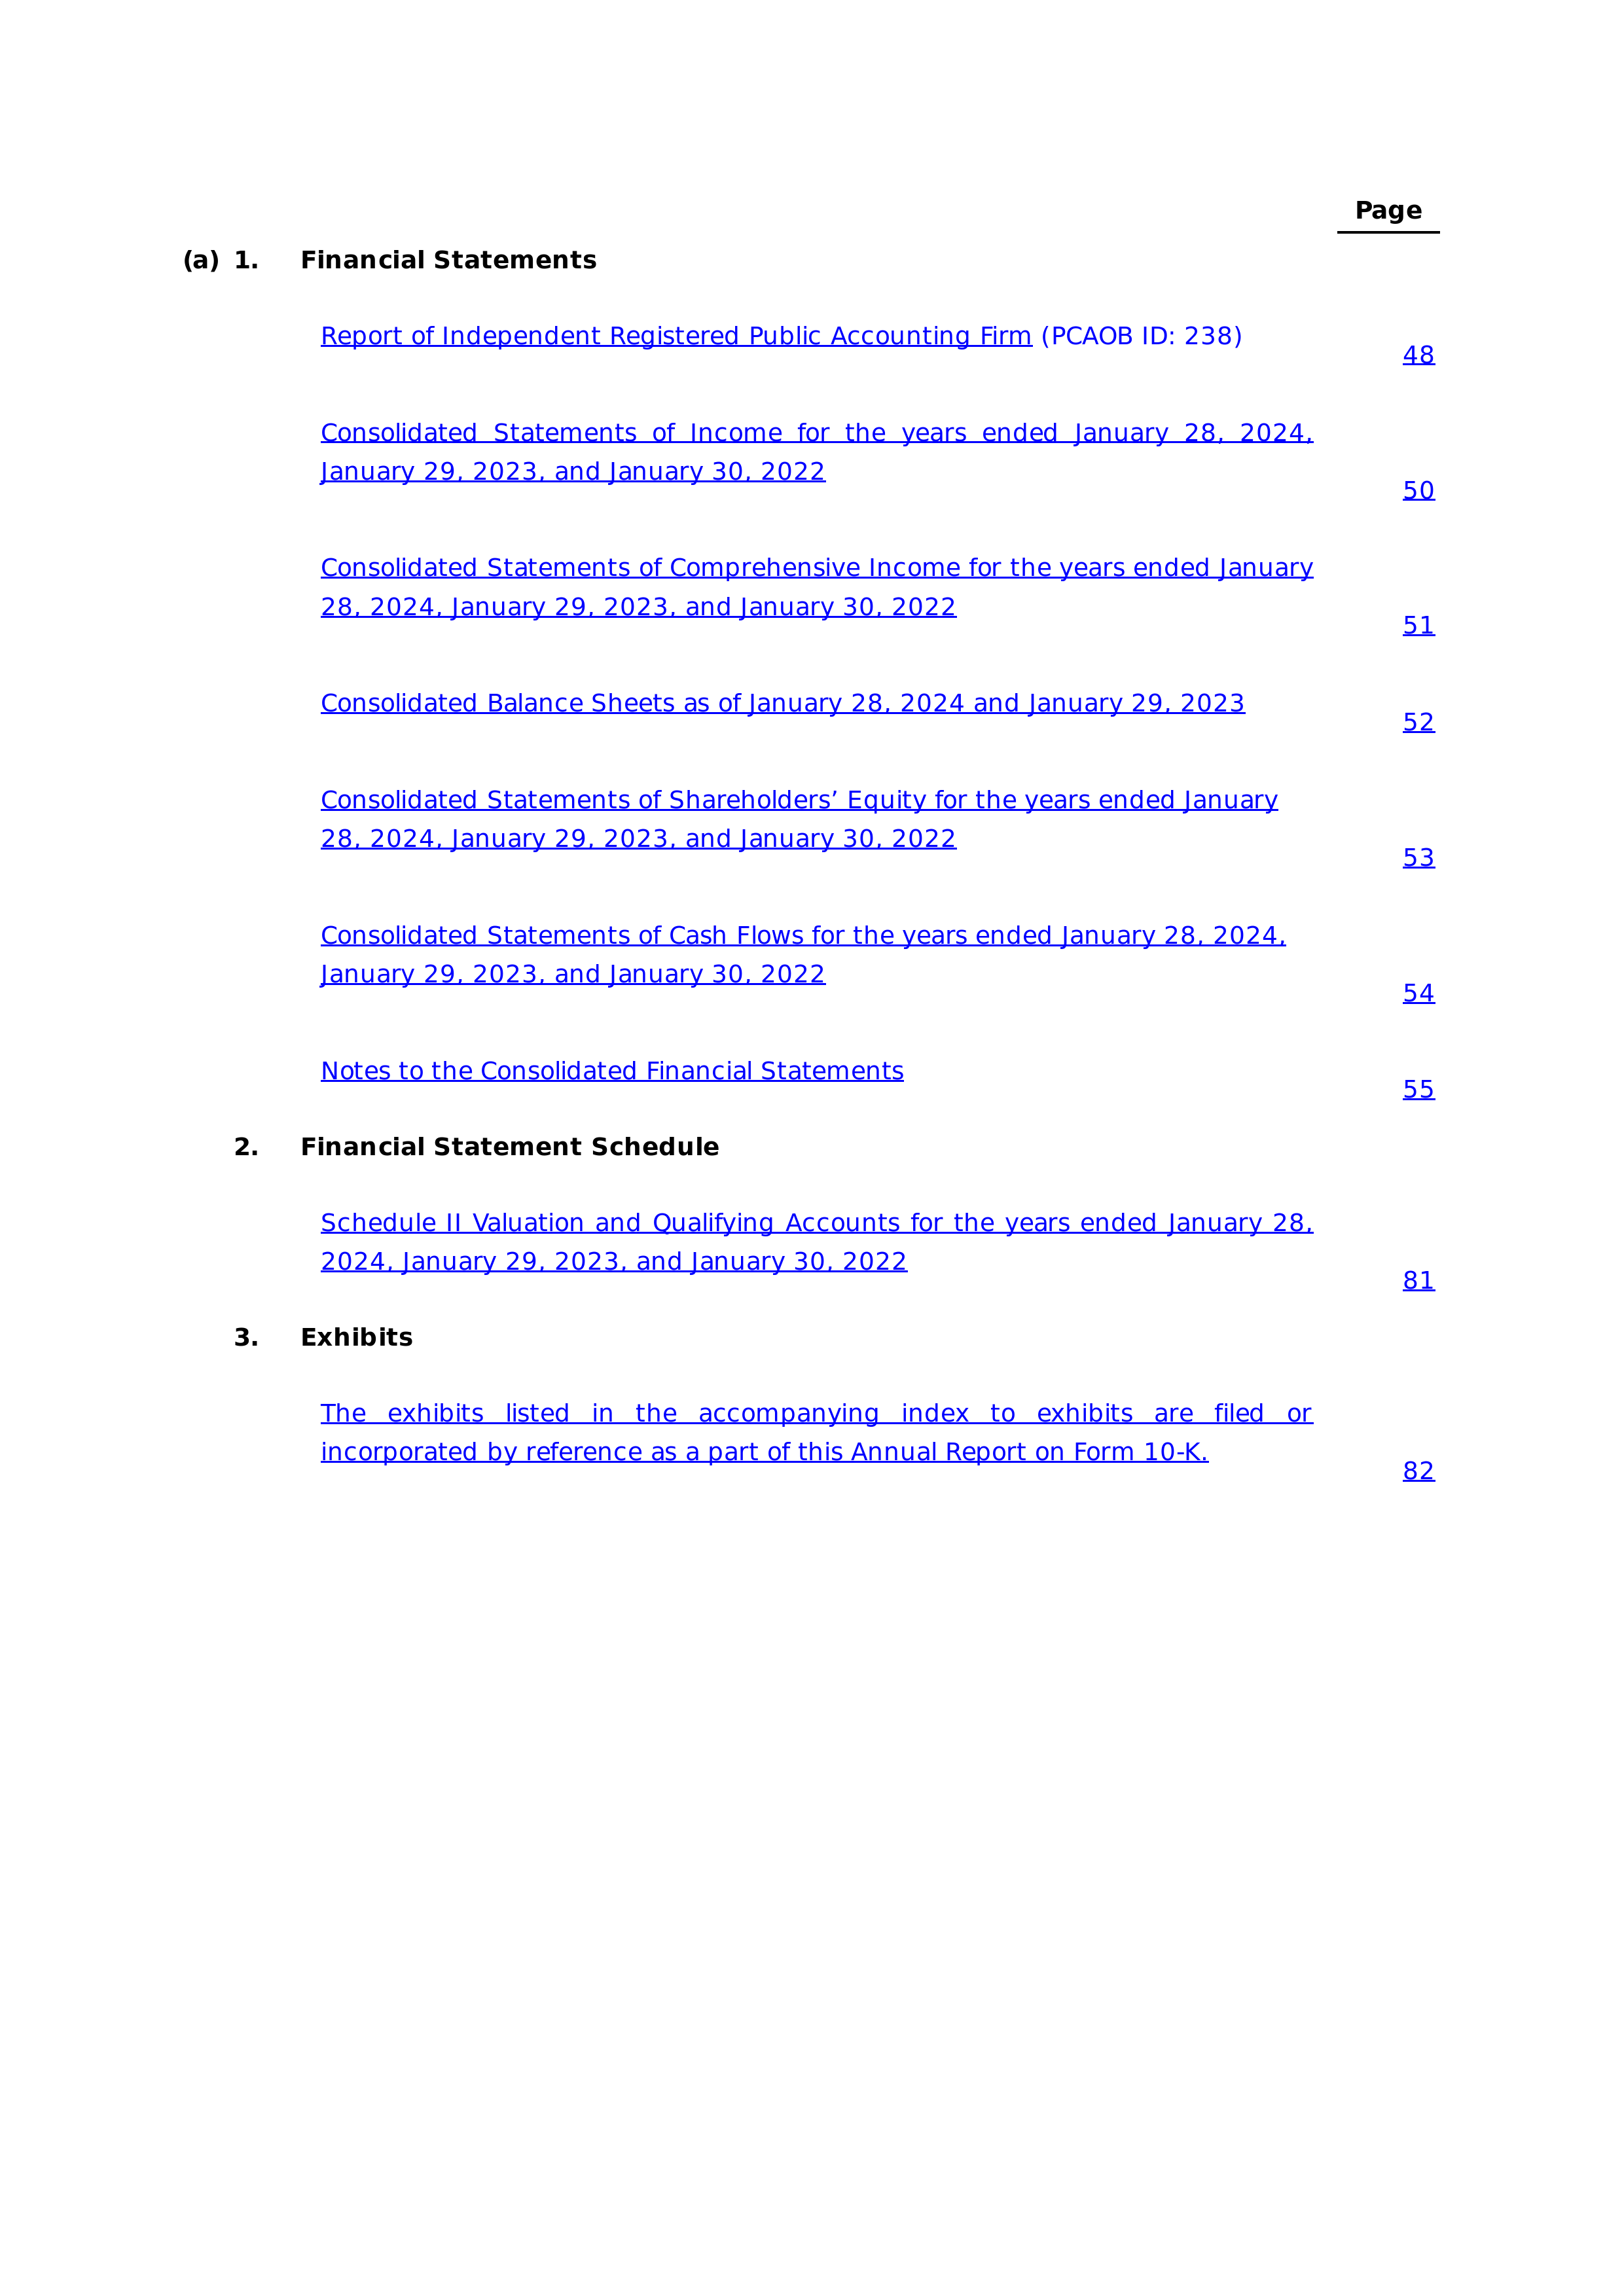 Page
(a) 1. Financial Statements
Report of Independent Registered Public Accounting Firm (PCAOB ID: 238)
48
Consolidated Statements of Income for the years ended January 28, 2024,
January 29, 2023, and January 30, 2022
50
Consolidated Statements of Comprehensive Income for the years ended January
28, 2024, January 29, 2023, and January 30, 2022
51
Consolidated Balance Sheets as of January 28, 2024 and January 29, 2023
52
Consolidated Statements of Shareholders’ Equity for the years ended January
28, 2024, January 29, 2023, and January 30, 2022
53
Consolidated Statements of Cash Flows for the years ended January 28, 2024,
January 29, 2023, and January 30, 2022
54
Notes to the Consolidated Financial Statements
55
2. Financial Statement Schedule
Schedule II Valuation and Qualifying Accounts for the years ended January 28,
2024, January 29, 2023, and January 30, 2022
81
3. Exhibits
The exhibits listed in the accompanying index to exhibits are filed or
incorporated by reference as a part of this Annual Report on Form 10-K.
82